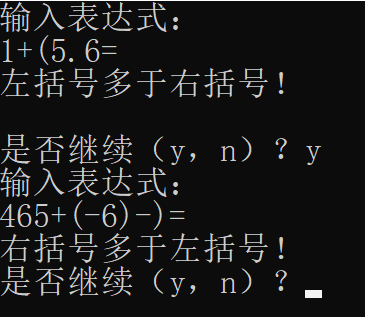 输入表达式：
1+(5.6=
左括号多于右括号！
是否继续（y，n）？y
输入表达式：
465+(-6)-)=
右括号多于左括号！
是否继续（y，n）？